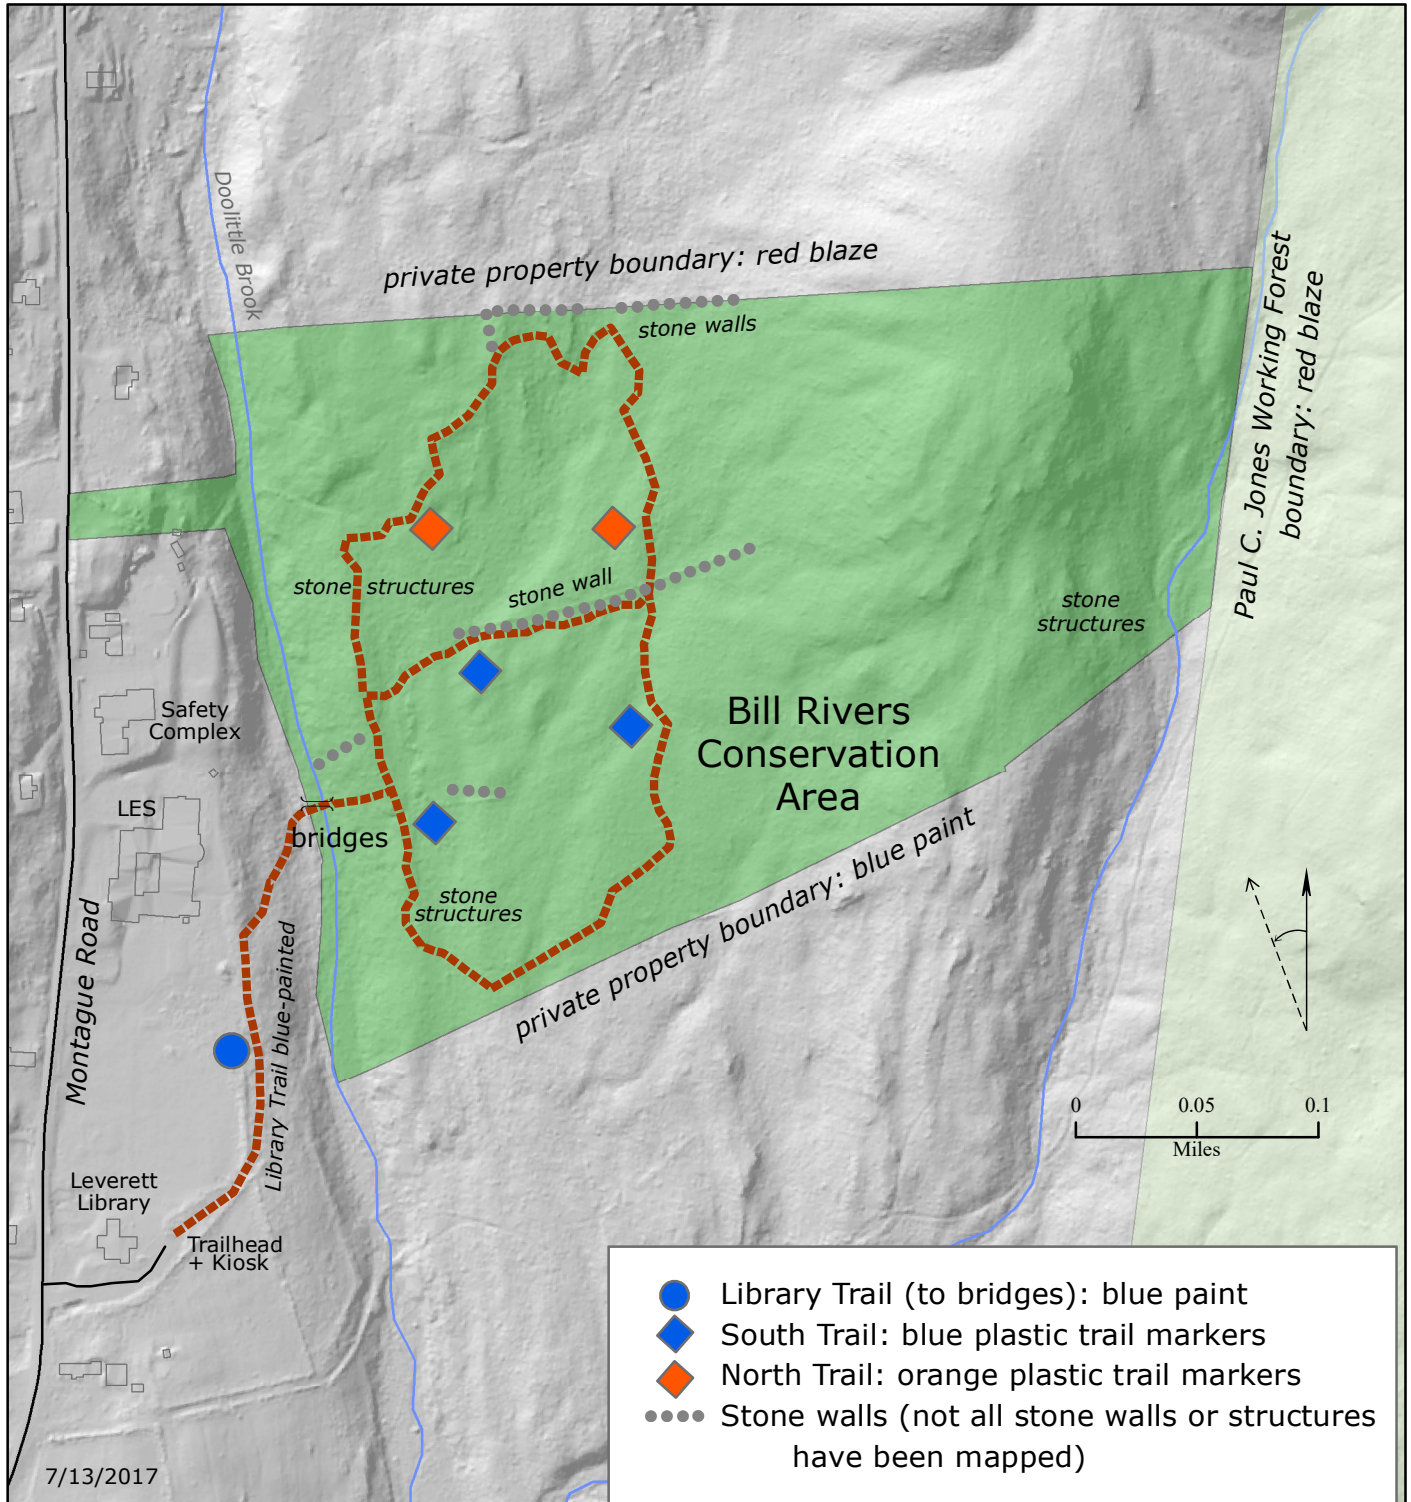 Doolittle Brook
private property boundary: red blaze
stone walls
Paul C. Jones Working Forest
boundary: red blaze
stone structures
stone wall
stone
structures
Safety
Complex
Bill Rivers
Conservation
Area
LES
bridges
private property boundary: blue paint
stone
structures
Montague Road
Library Trail blue-painted
0 0.05 0.1
Miles
Leverett
Library
Trailhead
+ Kiosk
Library Trail (to bridges): blue paint
South Trail: blue plastic trail markers
North Trail: orange plastic trail markers
Stone walls (not all stone walls or structures
have been mapped)
7/13/2017